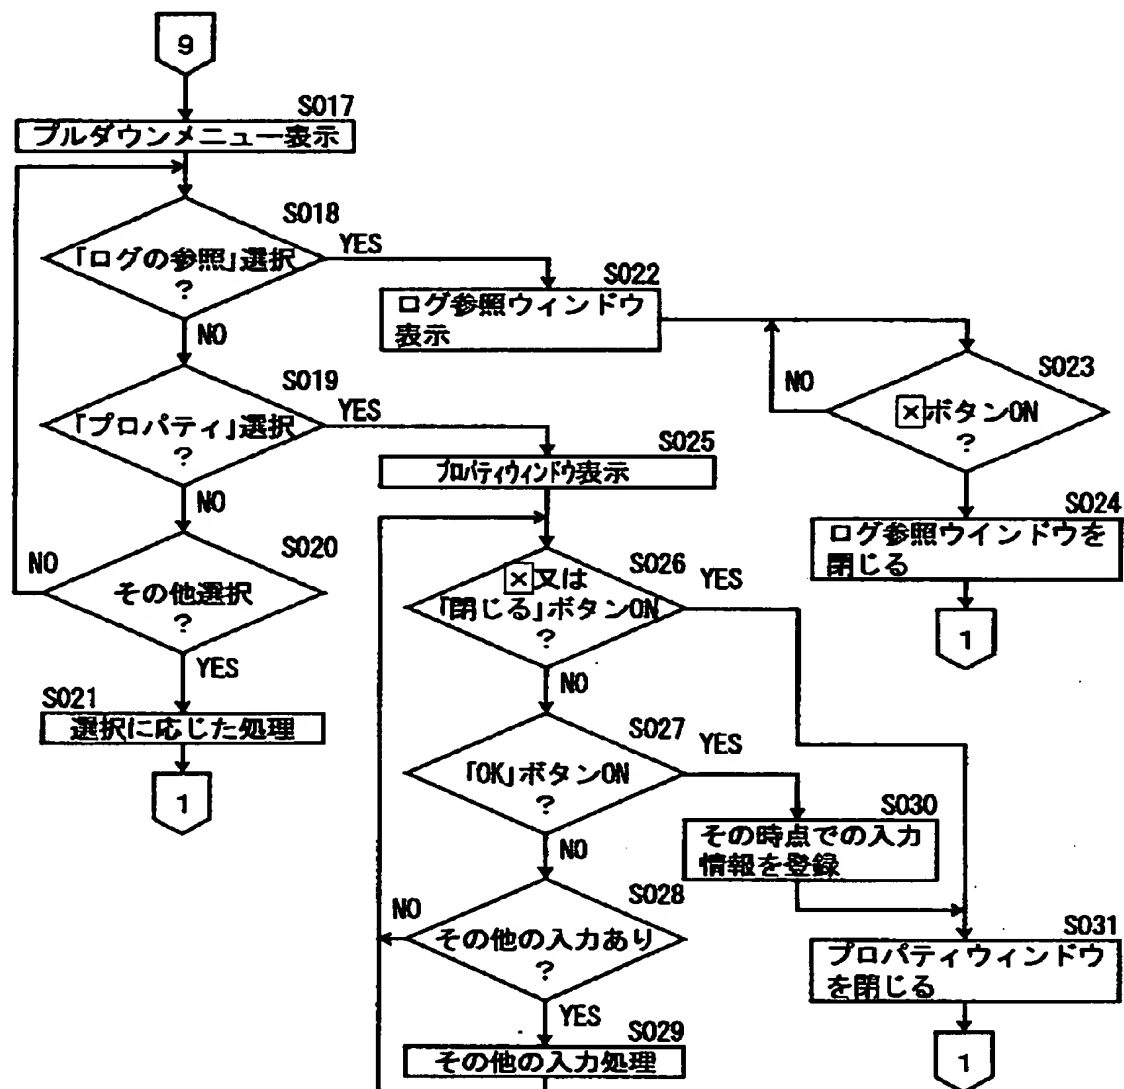 9
S017
プルダウンメニュー表示
S018
「ログの参照」選択
?
YES
NO
S022
ログ参照ウィンドウ
表示
S023
NO
×ボタンON
?
S019
「プロパティ」選択
?
YES
NO
S025
プロパティウィンドウ表示
S024
ログ参照ウインドウを
閉じる
1
S020
NO
その他選択
?
YES
S021
選択に応じた処理
1
S026
×又は
「閉じる」ボタンON
?
YES
NO
S027
「OK」ボタンON
?
YES
NO
S030
その時点での入力
情報を登録
S028
NO
その他の入力あり
?
YES
S031
プロパティウィンドウ
を閉じる
1
S029
その他の入力処理